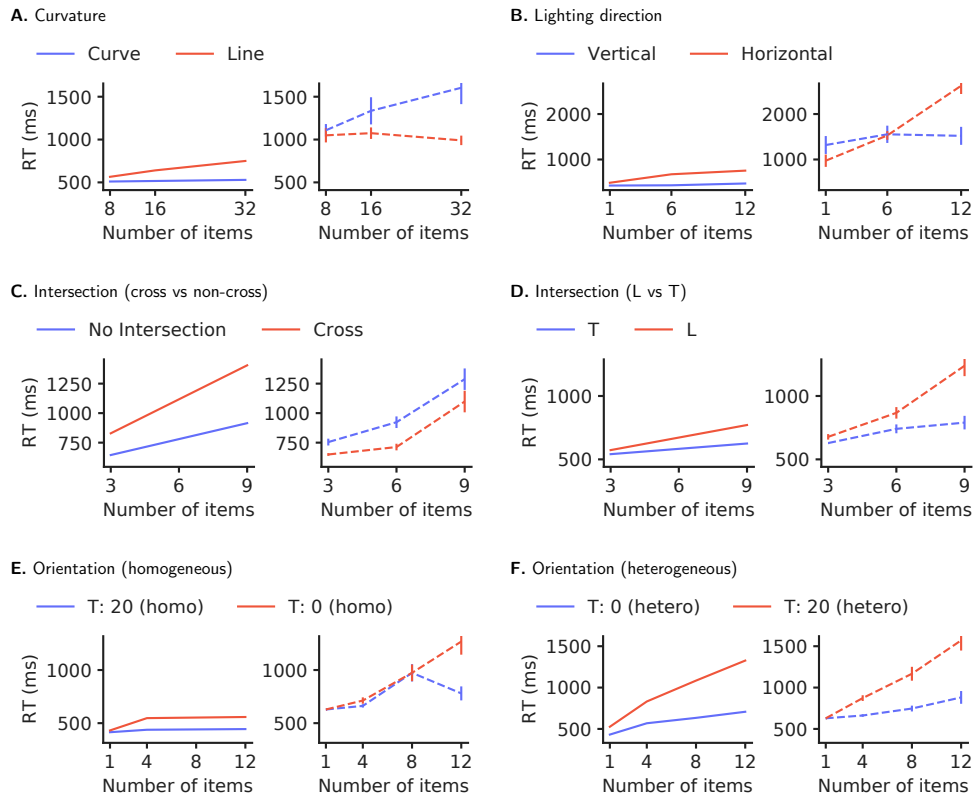 A. Curvature
Curve Line
RT (ms)
1500
1000
500
8 16 32
Number of items
1500
1000
500
8 16 32
Number of items
B. Lighting direction
Vertical Horizontal
RT (ms)
2000
1000
1 6 12
Number of items
2000
1000
1 6 12
Number of items
C. Intersection (cross vs non-cross)
No Intersection Cross
RT (ms)
1250
1000
750
3 6 9
Number of items
1250
1000
750
3 6 9
Number of items
D. Intersection (L vs T)
T L
RT (ms)
1000
500
3 6 9
Number of items
1000
500
3 6 9
Number of items
E. Orientation (homogeneous)
T: 20 (homo) T: 0 (homo)
RT (ms)
1000
500
1 4 8 12
Number of items
1000
500
1 4 8 12
Number of items
F. Orientation (heterogeneous)
T: 0 (hetero) T: 20 (hetero)
RT (ms)
1500
1000
500
1 4 8 12
Number of items
1500
1000
500
1 4 8 12
Number of items